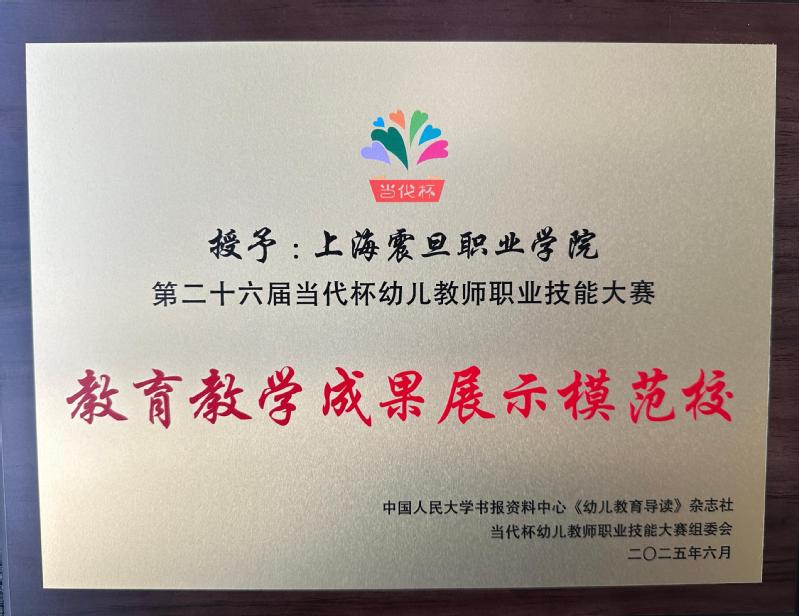 当代杯
授予：上海震旦职业学院
第二十六届当代杯幼儿教师职业技能大赛
教育教学成果展示模范校
中国人民大学书报资料中心《幼儿教育导读》杂志社
当代杯幼儿教师职业技能大赛组委会
二〇二五年六月